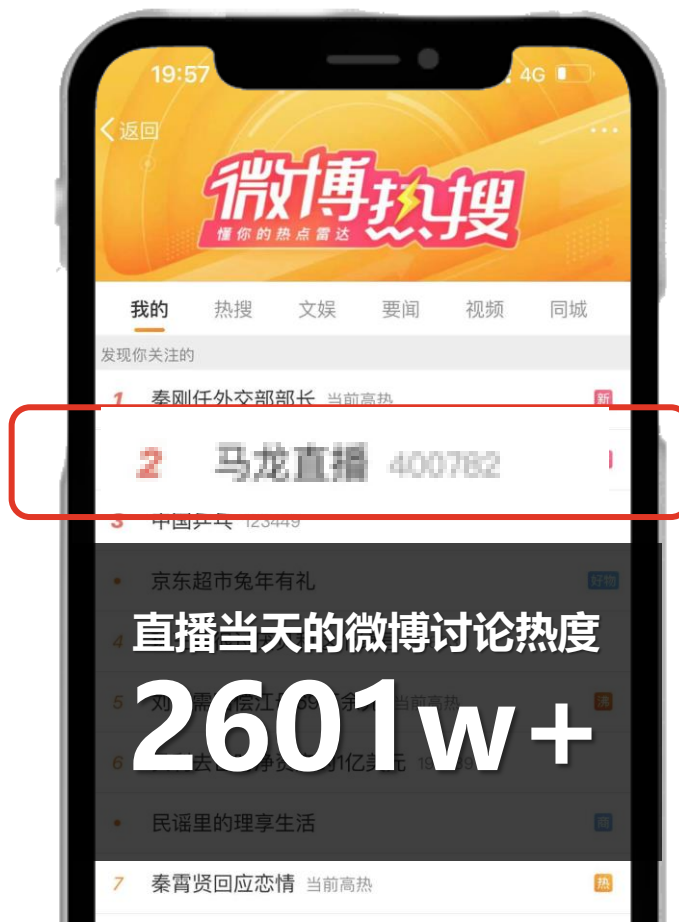 19:57
4G
返回
微博热搜
懂你的热点雷达
我的 热搜 文娱 要闻 视频 同城
发现你关注的
1 秦刚任外交部部长 当前高热 新
2 马龙直播 400782
3 中国乒乓 123449
京东超市兔年有礼 好物
直播当天的微博讨论热度
4
5 当前高热 沸
2601w+
6
民谣里的理享生活 商
7 秦霄贤回应恋情 当前高热 热